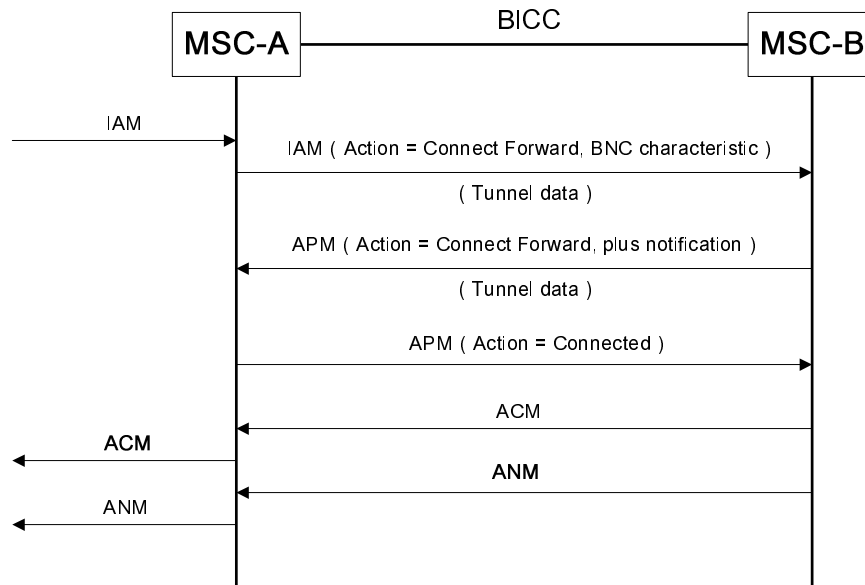 BICC
MSC-A
MSC-B
IAM
IAM ( Action = Connect Forward, BNC characteristic )
( Tunnel data )
APM ( Action = Connect Forward, plus notification )
( Tunnel data )
APM ( Action = Connected )
ACM
ACM
ANM
ANM